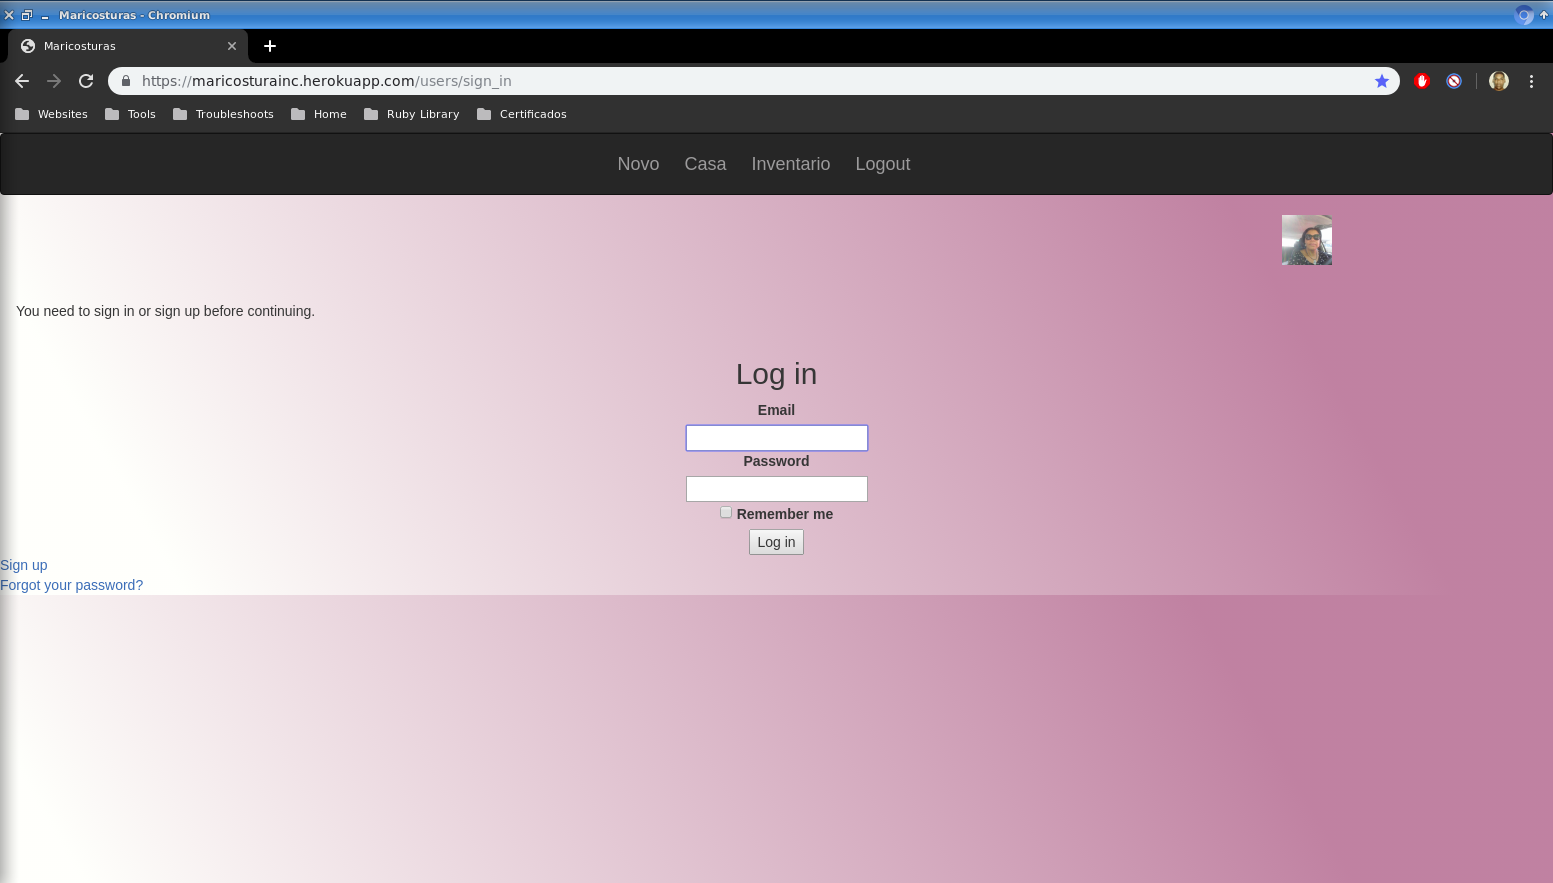 Maricosturas - Chromium
Maricosturas
https://maricosturainc.herokuapp.com/users/sign_in
Websites Tools Troubleshoots Home Ruby Library Certificados
Novo Casa Inventario Logout
You need to sign in or sign up before continuing.
Log in
Email
Password
Remember me
Log in
Sign up
Forgot your password?